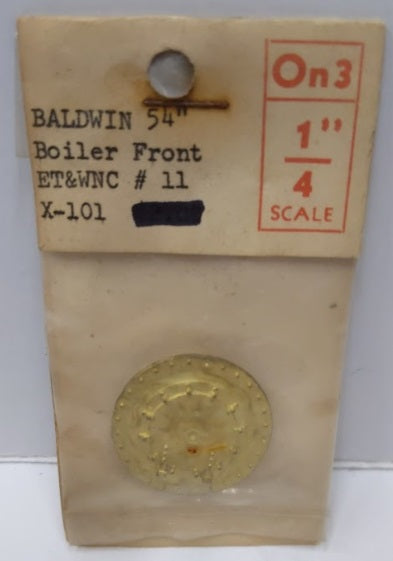 BALDWIN 54"
Boiler Front
ET&WNC # 11
X-101
On3
1"
4
SCALE